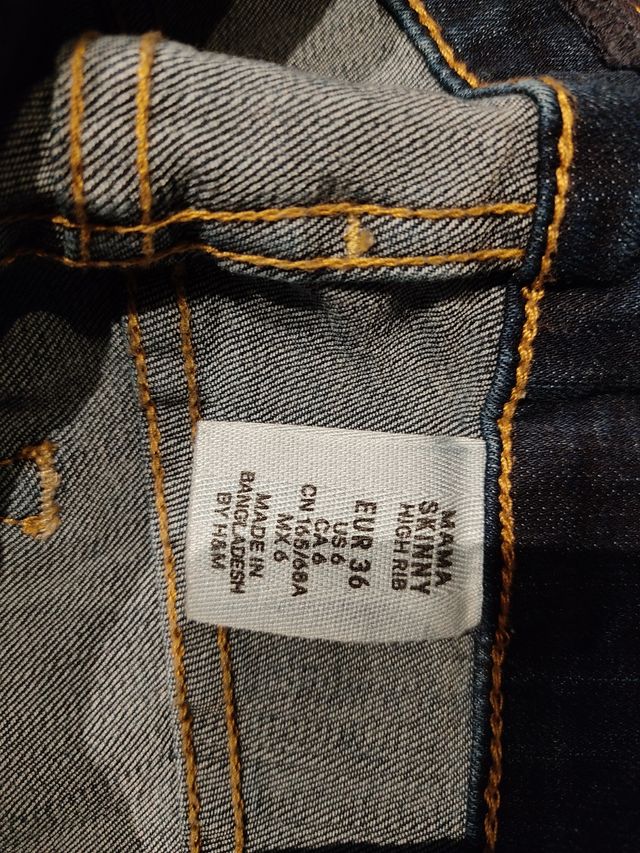 MAMA
SKINNY
HIGH RIB
EUR 36
US 6
CA 6
CN 165/68A
MX 6
MADE IN
BANGLADESH
BY H&M